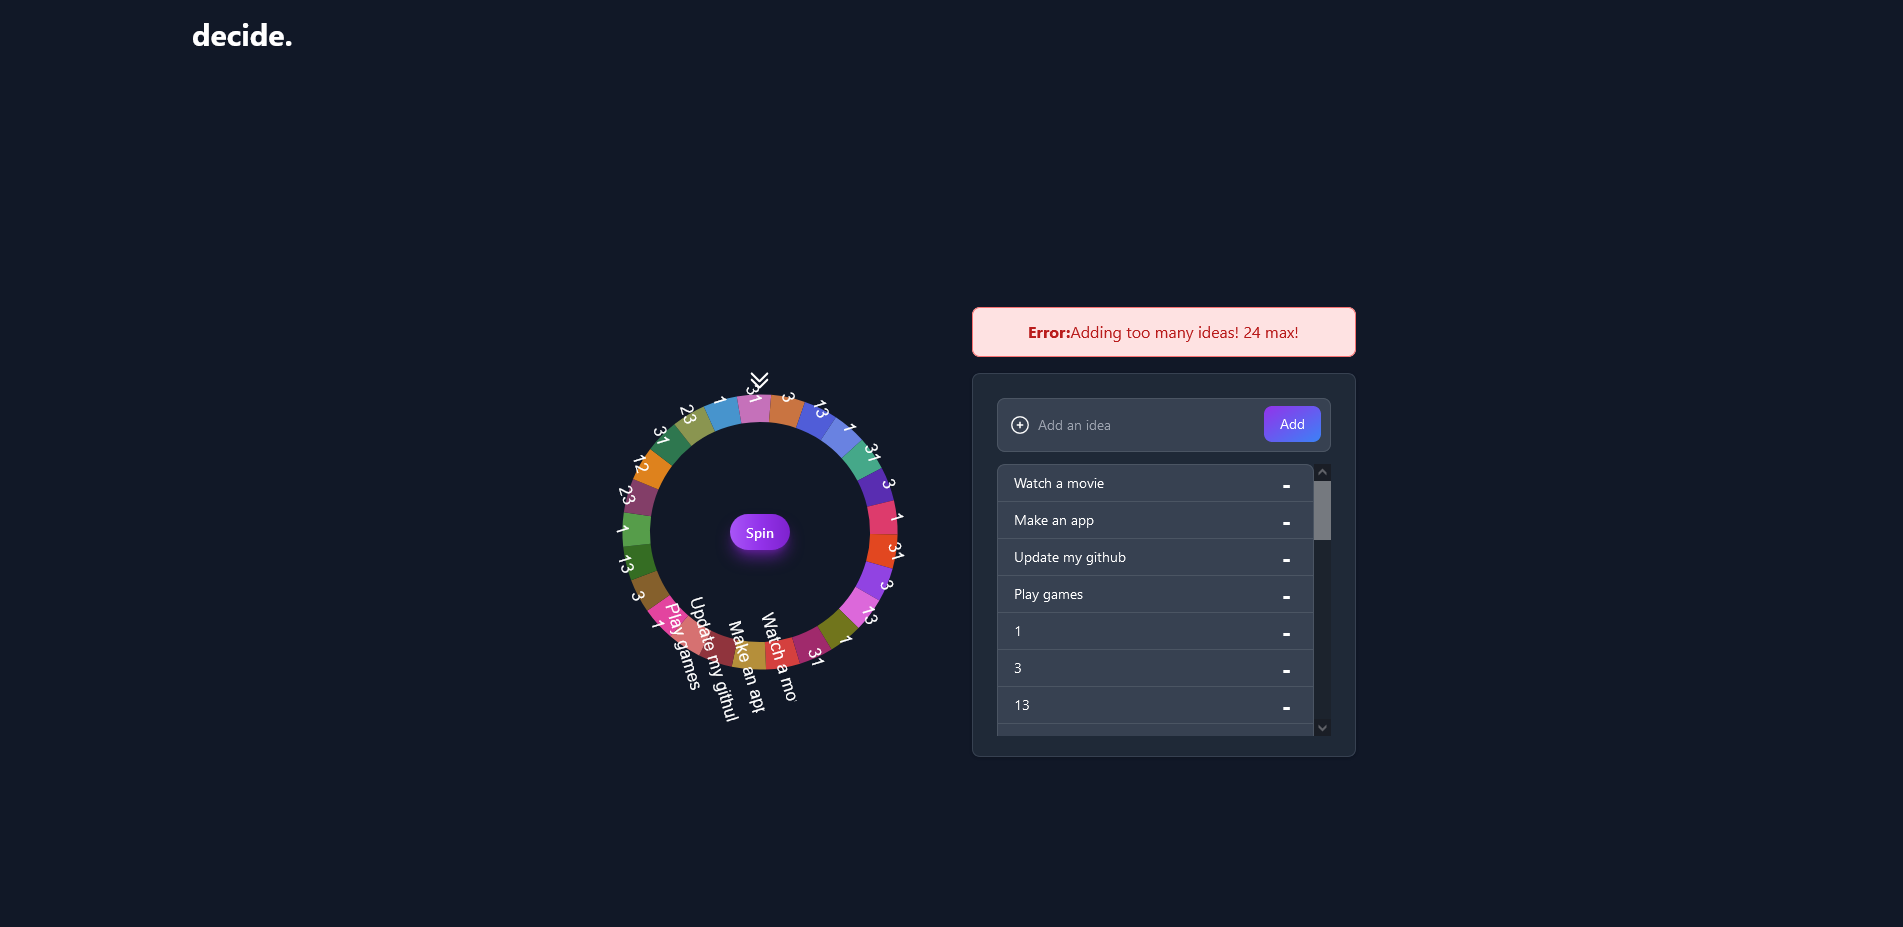 decide.
Error:Adding too many ideas! 24 max!
Add an idea
Add
Watch a movie
-
Make an app
-
Update my github
-
Play games
-
1
-
3
-
13
-
Spin
31
3
13
1
31
3
1
31
3
13
1
31
Watch a mo
Make an app
Update my github
Play games
1
3
13
1
23
12
31
23
1